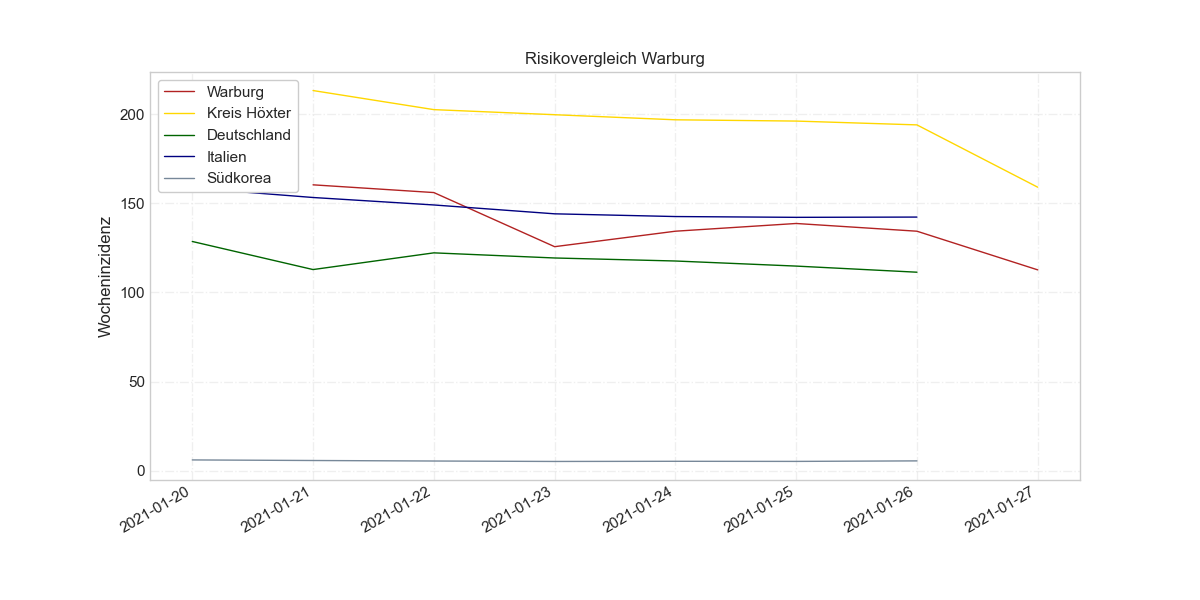 Risikovergleich Warburg
Warburg
Kreis Höxter
Deutschland
Italien
Südkorea
Wocheninzidenz
200
150
100
50
0
2021-01-20
2021-01-21
2021-01-22
2021-01-23
2021-01-24
2021-01-25
2021-01-26
2021-01-27